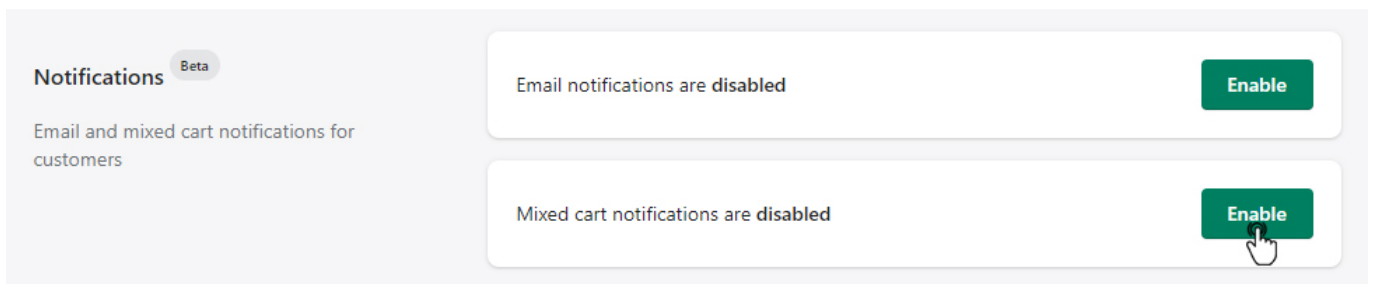 Notifications Beta
Email and mixed cart notifications for
customers
Email notifications are disabled
Enable
Mixed cart notifications are disabled
Enable